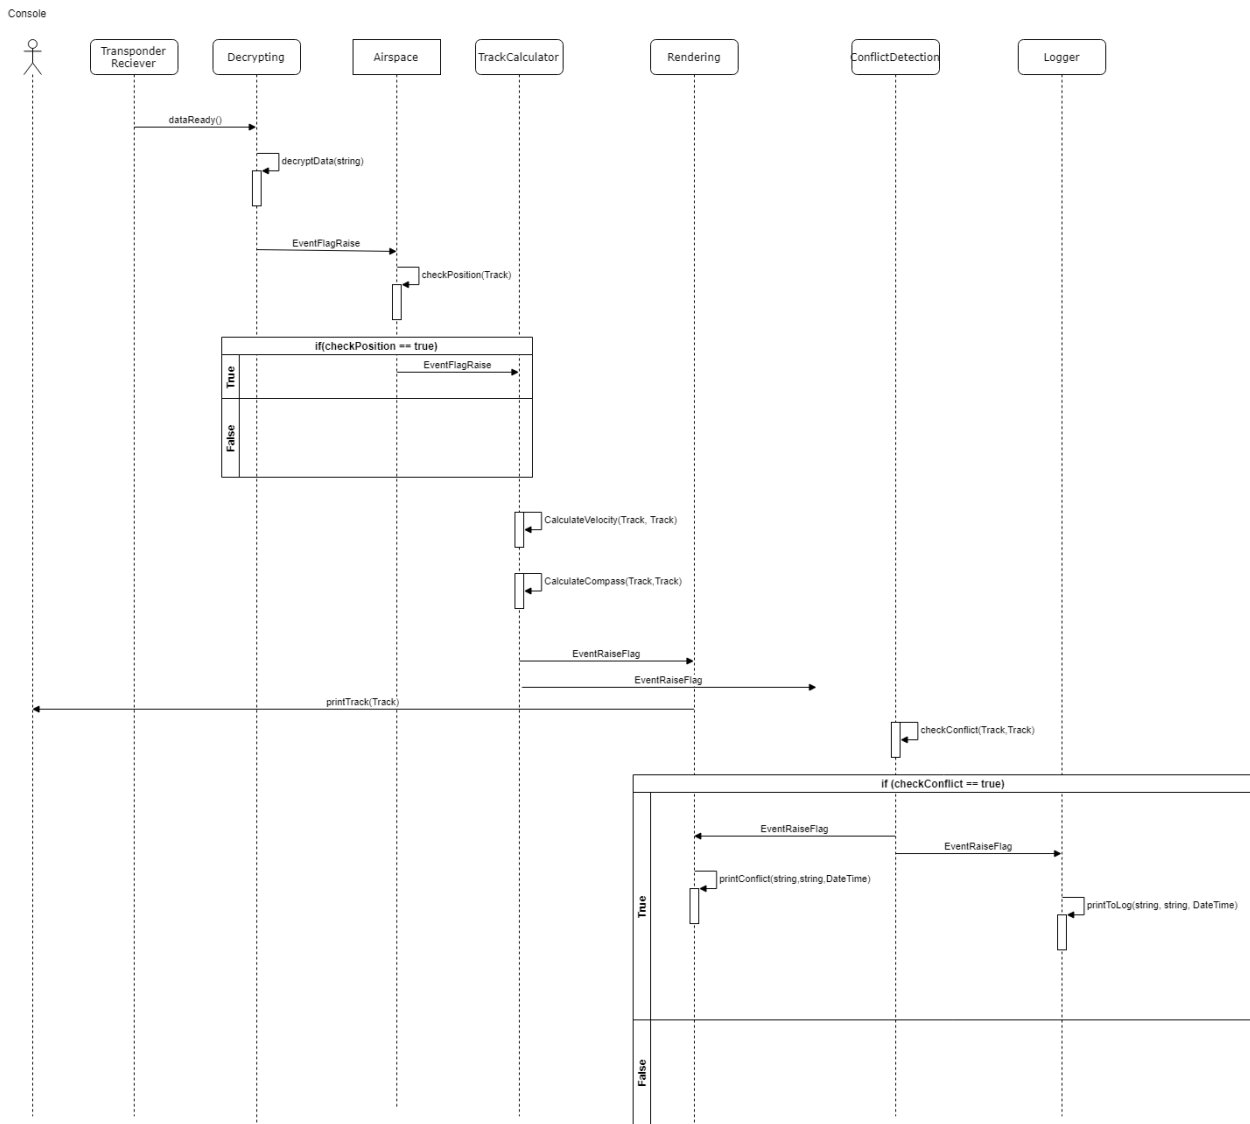 Console
Transponder
Reciever
Decrypting
Airspace
TrackCalculator
Rendering
ConflictDetection
Logger
dataReady()
decryptData(string)
EventFlagRaise
checkPosition(Track)
if(checkPosition == true)
True
EventFlagRaise
False
CalculateVelocity(Track, Track)
CalculateCompass(Track,Track)
EventRaiseFlag
EventRaiseFlag
printTrack(Track)
checkConflict(Track,Track)
if (checkConflict == true)
EventRaiseFlag
EventRaiseFlag
printConflict(string,string,DateTime)
True
printToLog(string, string, DateTime)
False